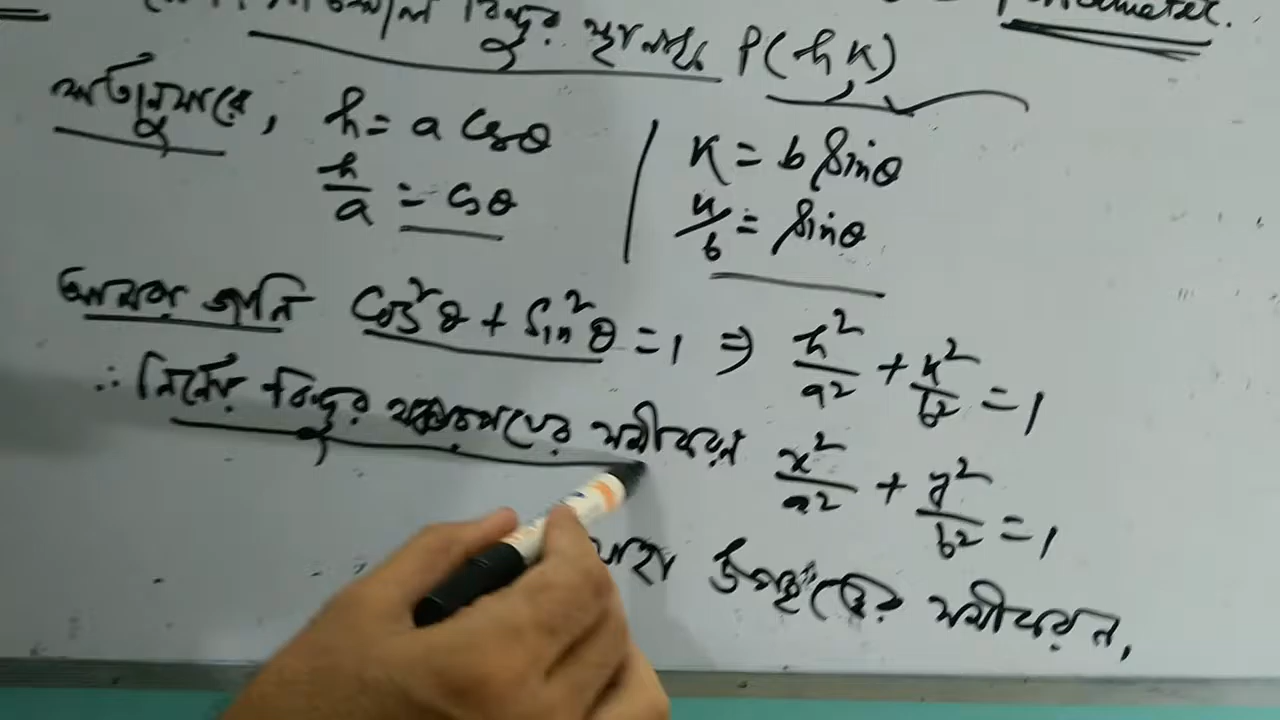 বিন্দুর স্থানাঙ্ক P(h,k)
শর্তানুসারে, h = a cosθ | k = b sinθ
h/a = cosθ | k/b = sinθ
আমরা জানি cos²θ + sin²θ = 1 ⇒ h²/a² + k²/b² = 1
∴ নির্ণেয় বিন্দুর সঞ্চারপথের সমীকরণ x²/a² + y²/b² = 1
যাহা উপবৃত্তের সমীকরন,